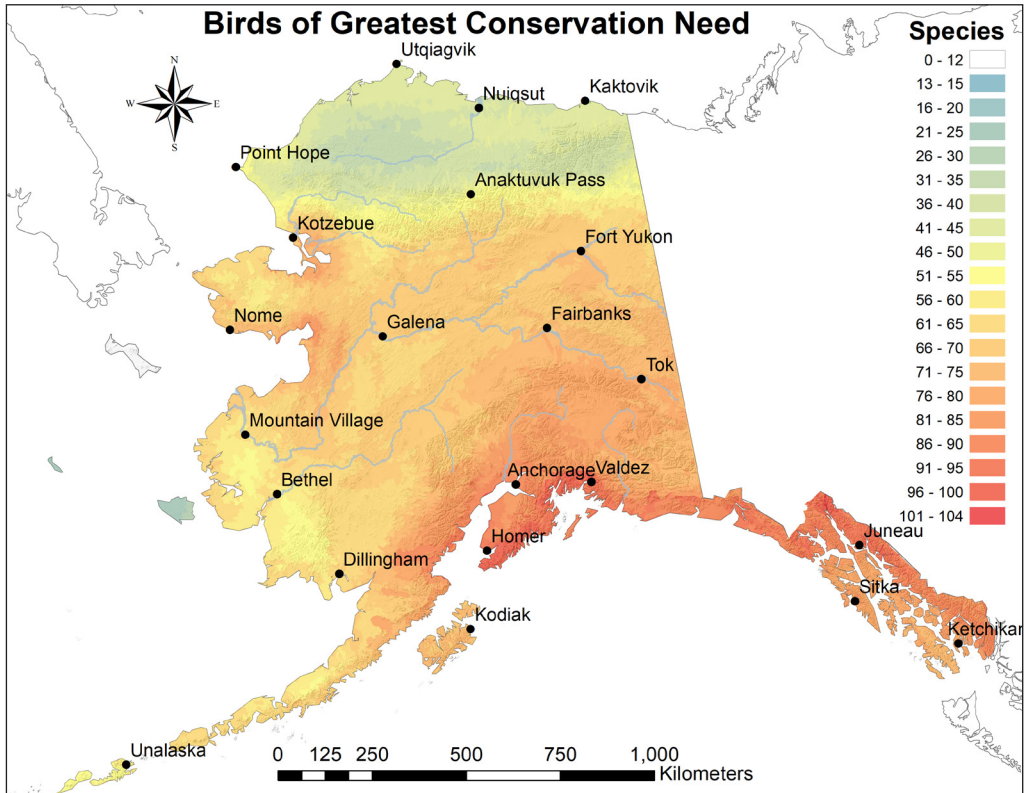 Birds of Greatest Conservation Need
Species
0 - 12
13 - 15
16 - 20
21 - 25
26 - 30
31 - 35
36 - 40
41 - 45
46 - 50
51 - 55
56 - 60
61 - 65
66 - 70
71 - 75
76 - 80
81 - 85
86 - 90
91 - 95
96 - 100
101 - 104
N
W
E
S
Utqiagvik
Nuiqsut
Kaktovik
Point Hope
Anaktuvuk Pass
Kotzebue
Fort Yukon
Nome
Galena
Fairbanks
Tok
Mountain Village
Bethel
Anchorage
Valdez
Homer
Juneau
Dillingham
Sitka
Kodiak
Ketchikan
Unalaska
0 125 250 500 750 1,000
Kilometers